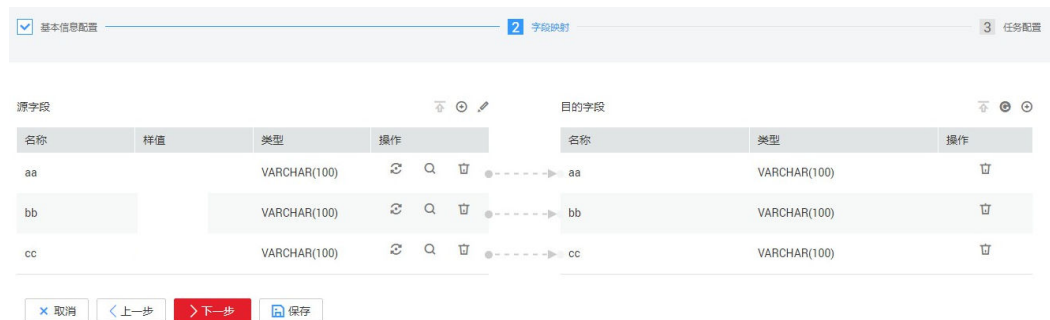 基本信息配置 2 字段映射 3 任务配置
源字段 目的字段
名称 样值 类型 操作 名称 类型 操作
aa VARCHAR(100) aa VARCHAR(100)
bb VARCHAR(100) bb VARCHAR(100)
cc VARCHAR(100) cc VARCHAR(100)
取消 上一步 下一步 保存